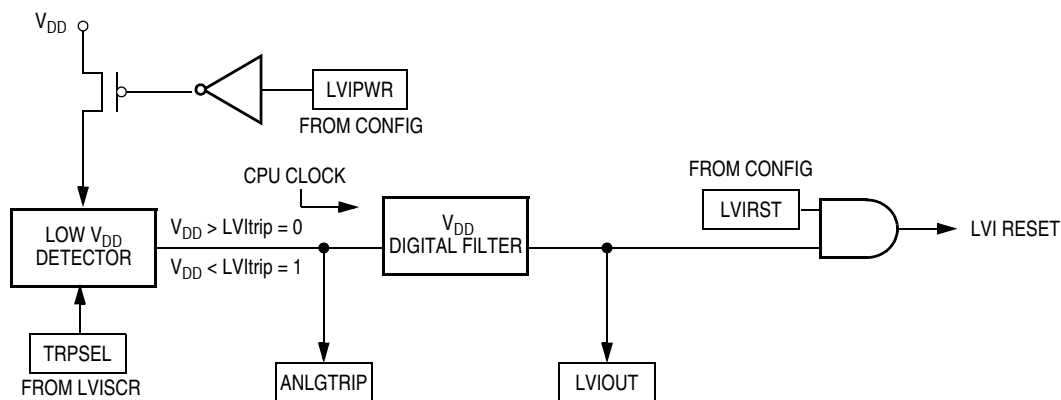 VDD
LVIPWR
FROM CONFIG
CPU CLOCK
FROM CONFIG
LVIRST
LOW VDD
DETECTOR
VDD > LVItrip = 0
VDD < LVItrip = 1
VDD
DIGITAL FILTER
LVI RESET
TRPSEL
FROM LVISCR
ANLGTRIP
LVIOUT